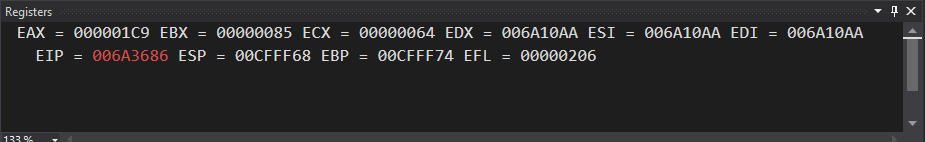 Registers
EAX = 000001C9 EBX = 00000085 ECX = 00000064 EDX = 006A10AA ESI = 006A10AA EDI = 006A10AA
EIP = 006A3686 ESP = 00CFFF68 EBP = 00CFFF74 EFL = 00000206
133 %